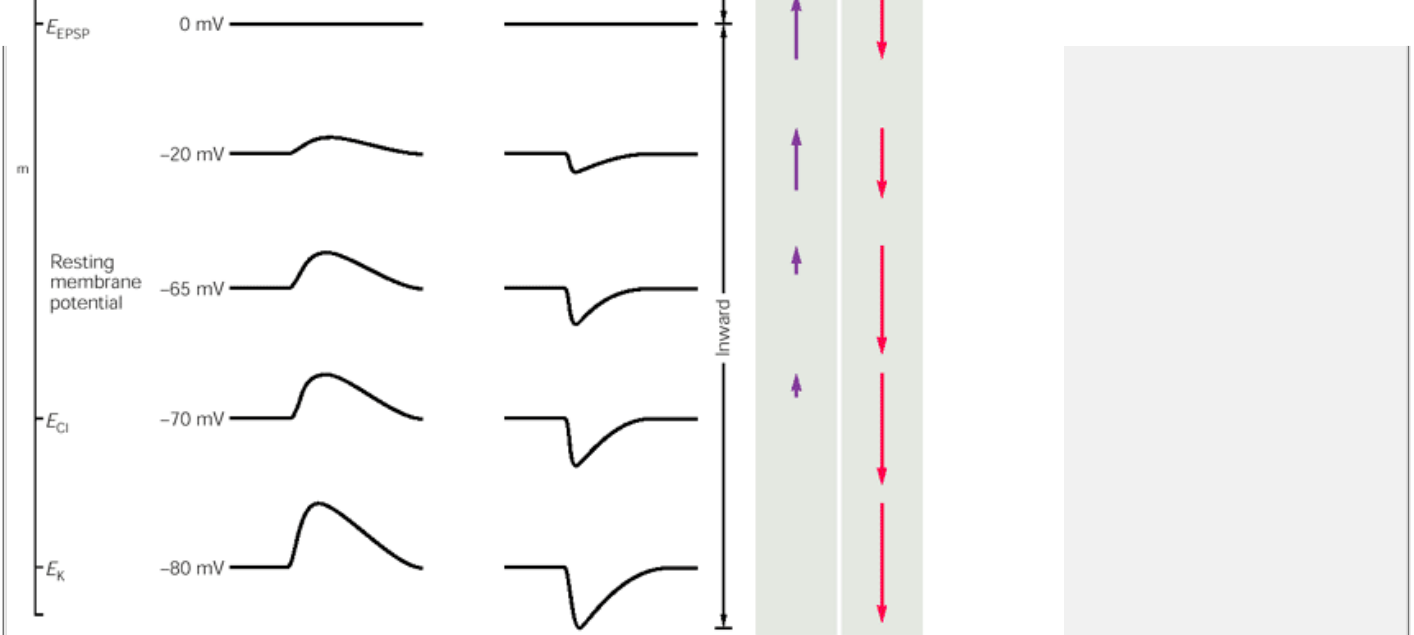 E_EPSP 0 mV
–20 mV
m
Resting
membrane
potential
–65 mV
Inward
E_Cl –70 mV
E_K –80 mV